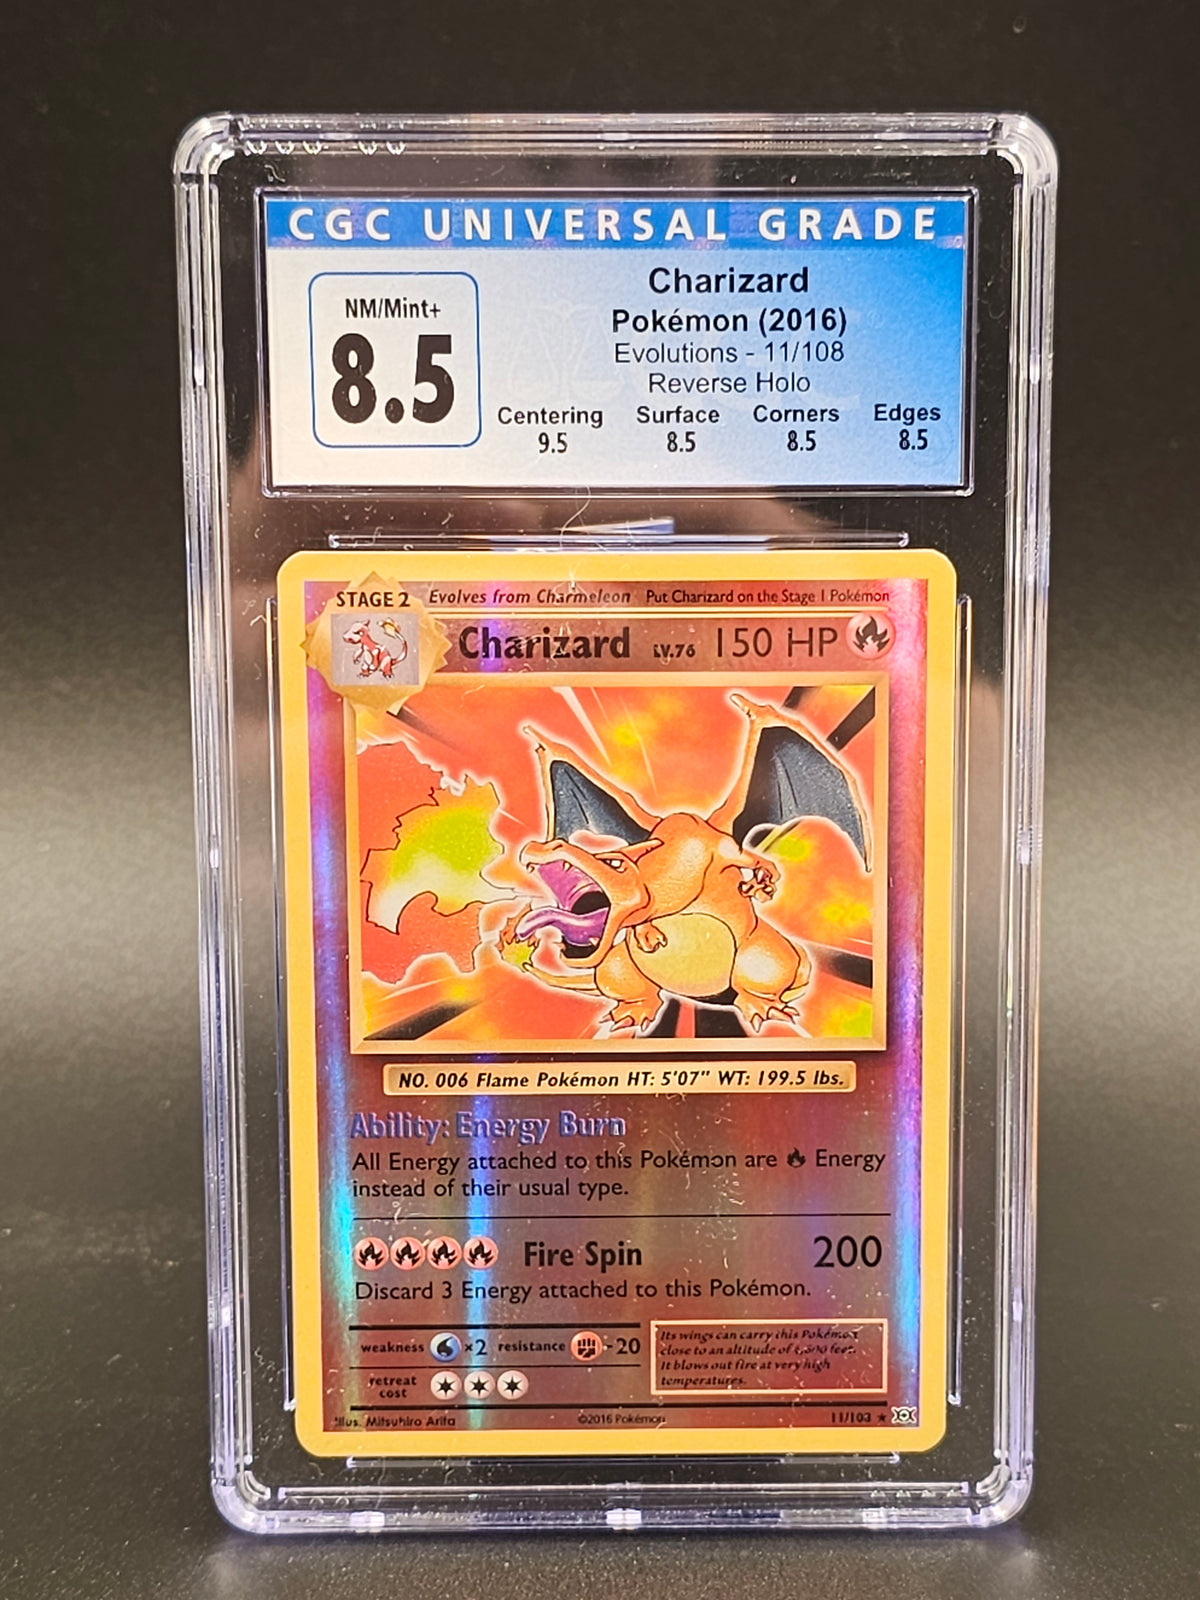 CGC UNIVERSAL GRADE
NM/Mint+
8.5
Charizard
Pokémon (2016)
Evolutions - 11/108
Reverse Holo
Centering Surface Corners Edges
9.5 8.5 8.5 8.5
STAGE 2 Evolves from Charmeleon Put Charizard on the Stage 1 Pokémon
Charizard LV.76 150 HP
NO. 006 Flame Pokémon HT: 5'07" WT: 199.5 lbs.
Ability: Energy Burn
All Energy attached to this Pokémon are Energy
instead of their usual type.
Fire Spin 200
Discard 3 Energy attached to this Pokémon.
weakness ×2 resistance -20
retreat
cost
Its wings can carry this Pokémon
close to an altitude of feet.
It blows out fire at very high
temperatures.
Illus. Mitsuhiro Arita ©2016 Pokémon 11/108 ★